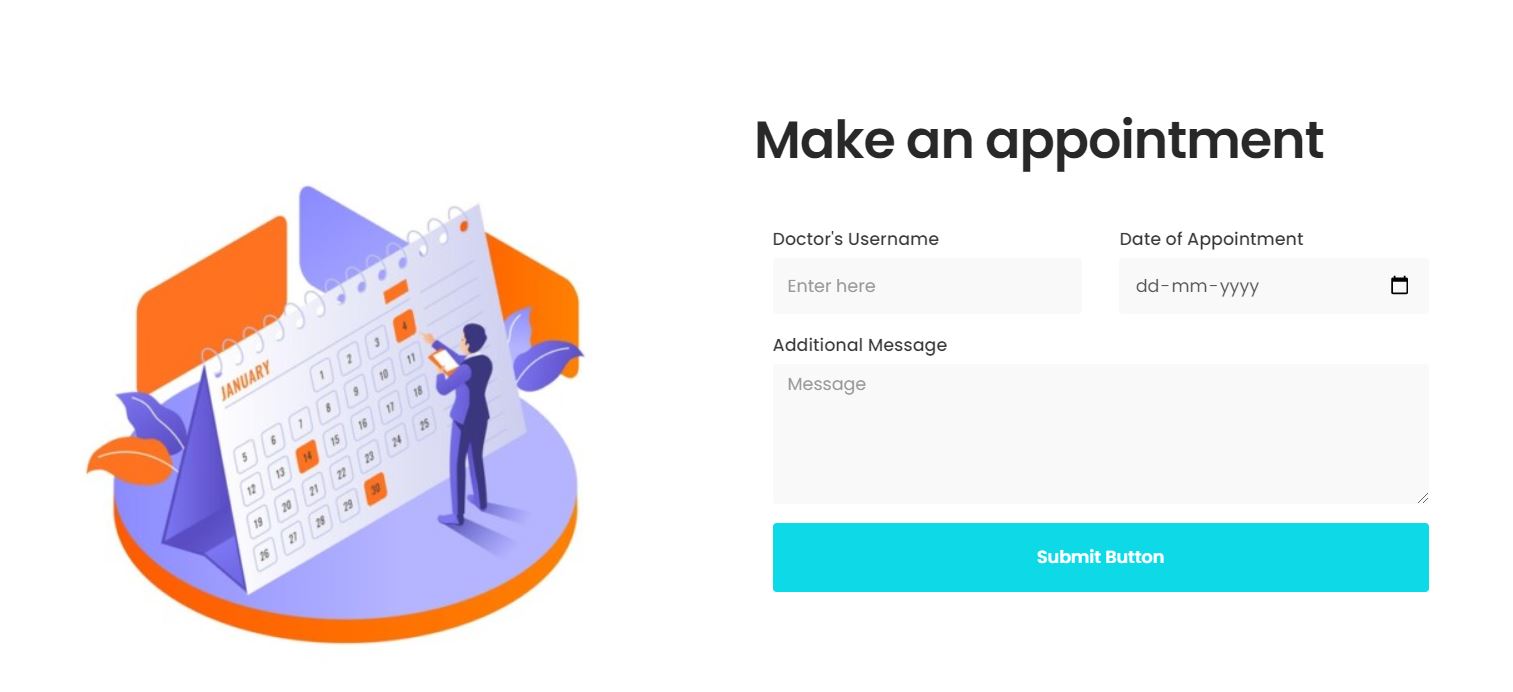 Make an appointment
Doctor's Username
Date of Appointment
Enter here
dd-mm-yyyy
Additional Message
Message
Submit Button
JANUARY
1 2 3 4
5 6 7 8 9 10 11
12 13 14 15 16 17 18
19 20 21 22 23 24 25
26 27 28 29 30